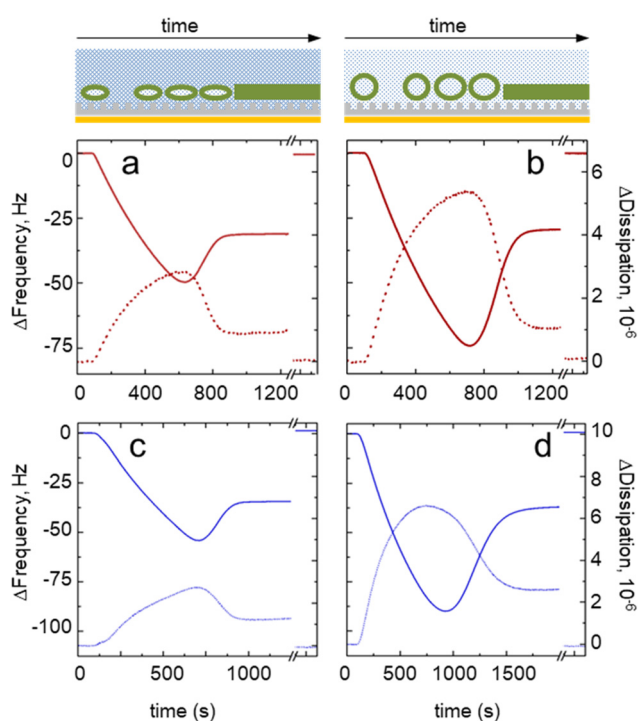 time
time
a
b
0
-25
-50
-75
ΔFrequency, Hz
6
4
2
0
ΔDissipation, 10-6
0 400 800 1200
0 400 800 1200
c
d
0
-25
-50
-75
-100
ΔFrequency, Hz
10
8
6
4
2
0
ΔDissipation, 10-6
0 500 1000
0 500 1000 1500
time (s)
time (s)